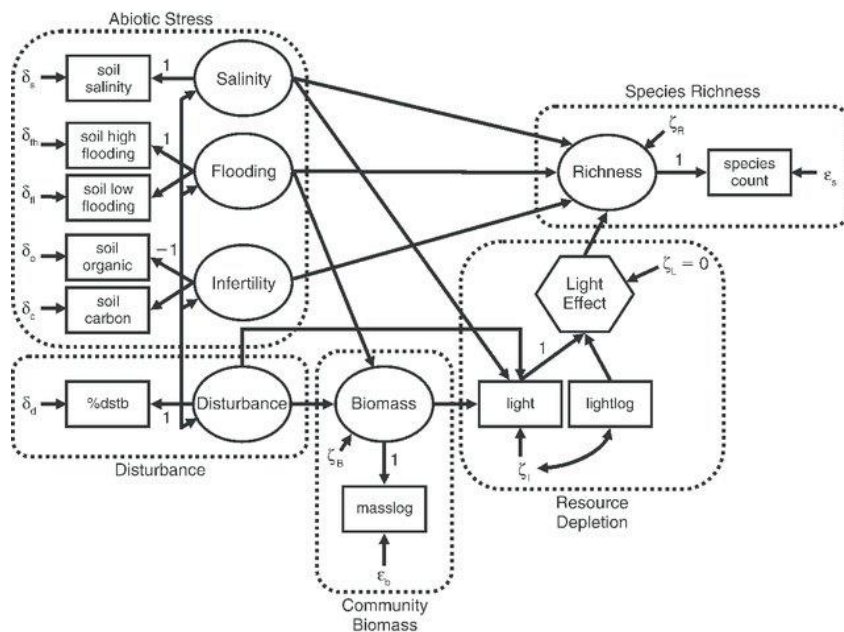 Abiotic Stress
δs
soil
salinity
1
Salinity
Species Richness
δfh
soil high
flooding
1
Flooding
ζR
Richness
1
species
count
εs
δfl
soil low
flooding
δo
soil
organic
−1
Infertility
δc
soil
carbon
Light
Effect
ζL = 0
1
δd
%dstb
1
Disturbance
Biomass
light
lightlog
ζB
1
ζl
Disturbance
masslog
Resource
Depletion
εb
Community
Biomass